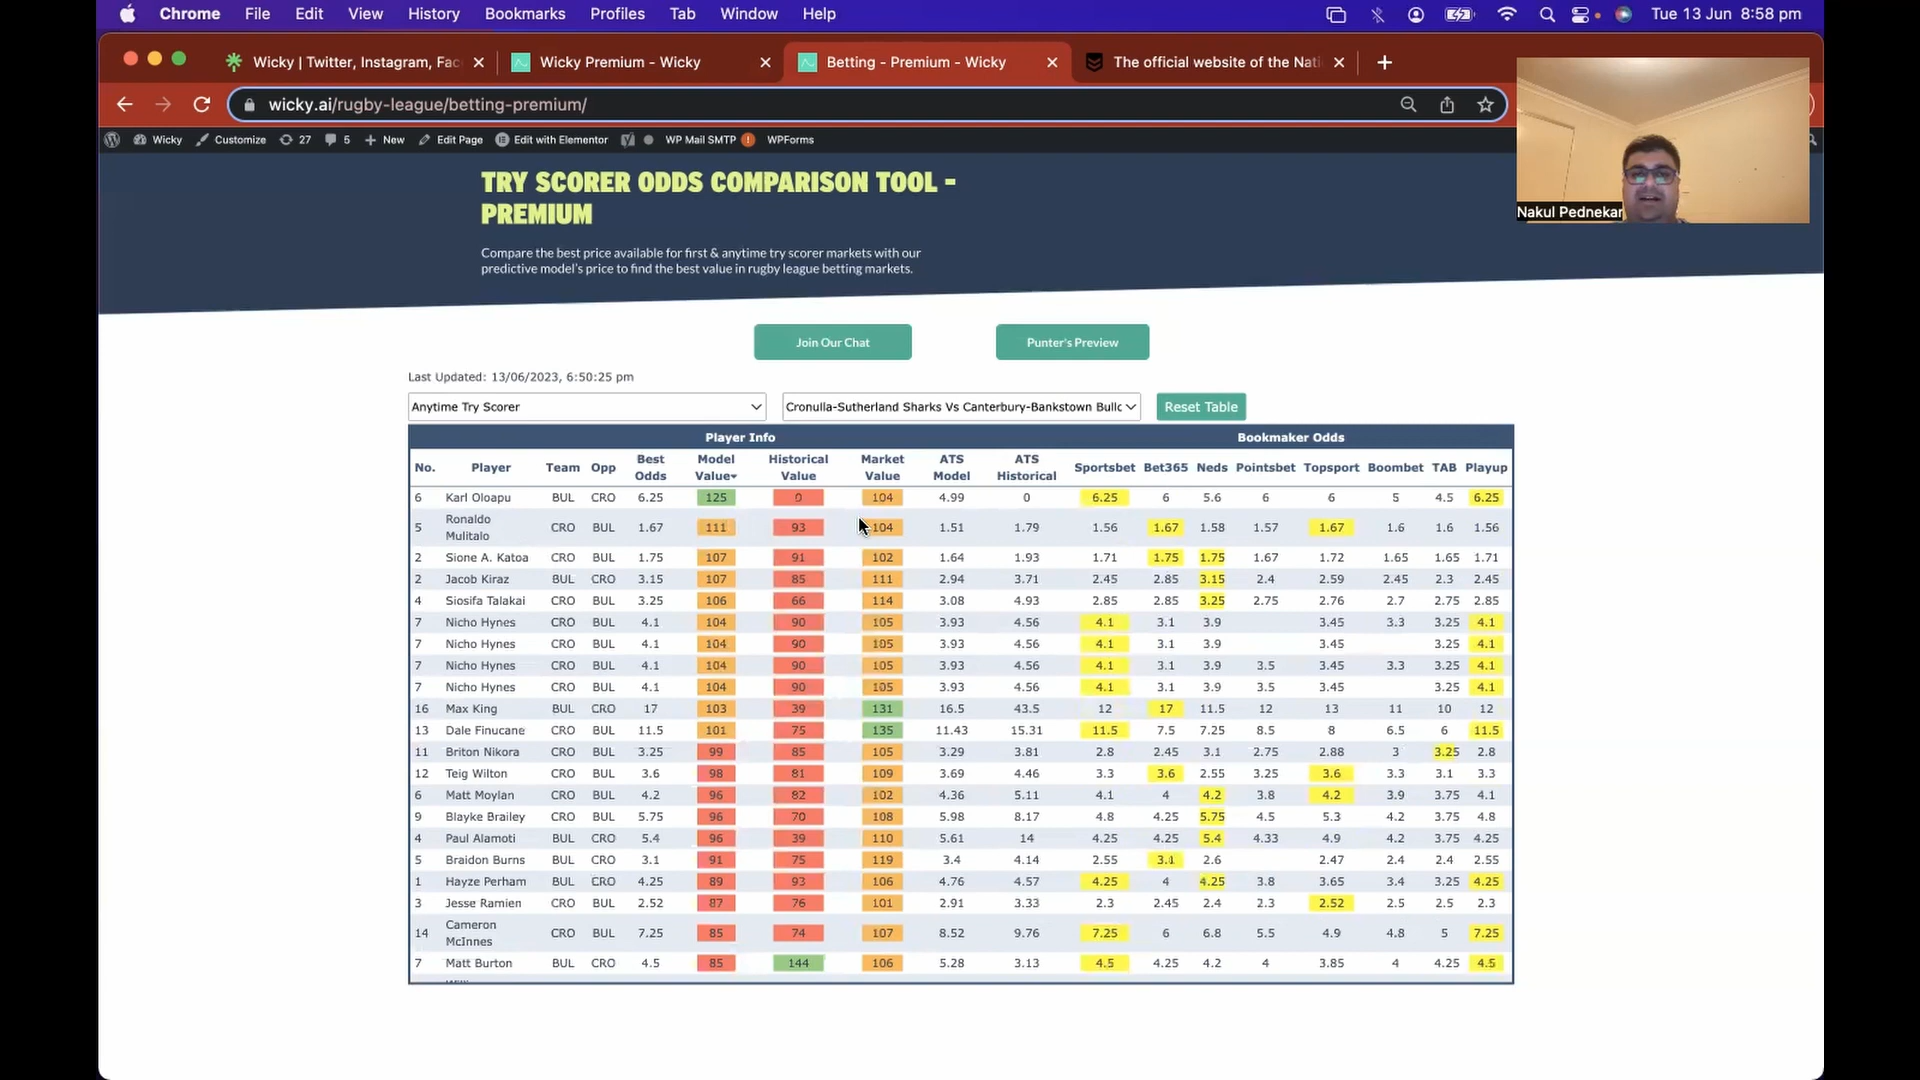 Chrome File Edit View History Bookmarks Profiles Tab Window Help Tue 13 Jun 8:58 pm
Wicky | Twitter, Instagram, Fac Wicky Premium - Wicky Betting - Premium - Wicky The official website of the Nati
wicky.ai/rugby-league/betting-premium/
Wicky Customize 27 5 New Edit Page Edit with Elementor WP Mail SMTP ! WPForms
Nakul Pednekar
TRY SCORER ODDS COMPARISON TOOL -
PREMIUM
Compare the best price available for first & anytime try scorer markets with our
predictive model's price to find the best value in rugby league betting markets.
Join Our Chat Punter's Preview
Last Updated: 13/06/2023, 6:50:25 pm
Anytime Try Scorer Cronulla-Sutherland Sharks Vs Canterbury-Bankstown Bullc Reset Table
Player Info Bookmaker Odds
No. Player Team Opp Best Odds Model Value Historical Value Market Value ATS Model ATS Historical Sportsbet Bet365 Neds Pointsbet Topsport Boombet TAB Playup
6 Karl Oloapu BUL CRO 6.25 125 0 104 4.99 0 6.25 6 5.6 6 6 5 4.5 6.25
5 Ronaldo Mulitalo CRO BUL 1.67 111 93 104 1.51 1.79 1.56 1.67 1.58 1.57 1.67 1.6 1.6 1.56
2 Sione A. Katoa CRO BUL 1.75 107 91 102 1.64 1.93 1.71 1.75 1.75 1.67 1.72 1.65 1.65 1.71
2 Jacob Kiraz BUL CRO 3.15 107 85 111 2.94 3.71 2.45 2.85 3.15 2.4 2.59 2.45 2.3 2.45
4 Siosifa Talakai CRO BUL 3.25 106 66 114 3.08 4.93 2.85 2.85 3.25 2.75 2.76 2.7 2.75 2.85
7 Nicho Hynes CRO BUL 4.1 104 90 105 3.93 4.56 4.1 3.1 3.9 3.45 3.3 3.25 4.1
7 Nicho Hynes CRO BUL 4.1 104 90 105 3.93 4.56 4.1 3.1 3.9 3.45 3.25 4.1
7 Nicho Hynes CRO BUL 4.1 104 90 105 3.93 4.56 4.1 3.1 3.9 3.5 3.45 3.3 3.25 4.1
7 Nicho Hynes CRO BUL 4.1 104 90 105 3.93 4.56 4.1 3.1 3.9 3.5 3.45 3.25 4.1
16 Max King BUL CRO 17 103 39 131 16.5 43.5 12 17 11.5 12 13 11 10 12
13 Dale Finucane CRO BUL 11.5 101 75 135 11.43 15.31 11.5 7.5 7.25 8.5 8 6.5 6 11.5
11 Briton Nikora CRO BUL 3.25 99 85 105 3.29 3.81 2.8 2.45 3.1 2.75 2.88 3 3.25 2.8
12 Teig Wilton CRO BUL 3.6 98 81 109 3.69 4.46 3.3 3.6 2.55 3.25 3.6 3.3 3.1 3.3
6 Matt Moylan CRO BUL 4.2 96 82 102 4.36 5.11 4.1 4 4.2 3.8 4.2 3.9 3.75 4.1
9 Blayke Brailey CRO BUL 5.75 96 70 108 5.98 8.17 4.8 4.25 5.75 4.5 5.3 4.2 3.75 4.8
4 Paul Alamoti BUL CRO 5.4 96 39 110 5.61 14 4.25 4.25 5.4 4.33 4.9 4.2 3.75 4.25
5 Braidon Burns BUL CRO 3.1 91 75 119 3.4 4.14 2.55 3.1 2.6 2.47 2.4 2.4 2.55
1 Hayze Perham BUL CRO 4.25 89 93 106 4.76 4.57 4.25 4 4.25 3.8 3.65 3.4 3.25 4.25
3 Jesse Ramien CRO BUL 2.52 87 76 101 2.91 3.33 2.3 2.45 2.4 2.3 2.52 2.5 2.5 2.3
14 Cameron McInnes CRO BUL 7.25 85 74 107 8.52 9.76 7.25 6 6.8 5.5 4.9 4.8 5 7.25
7 Matt Burton BUL CRO 4.5 85 144 106 5.28 3.13 4.5 4.25 4.2 4 3.85 4 4.25 4.5